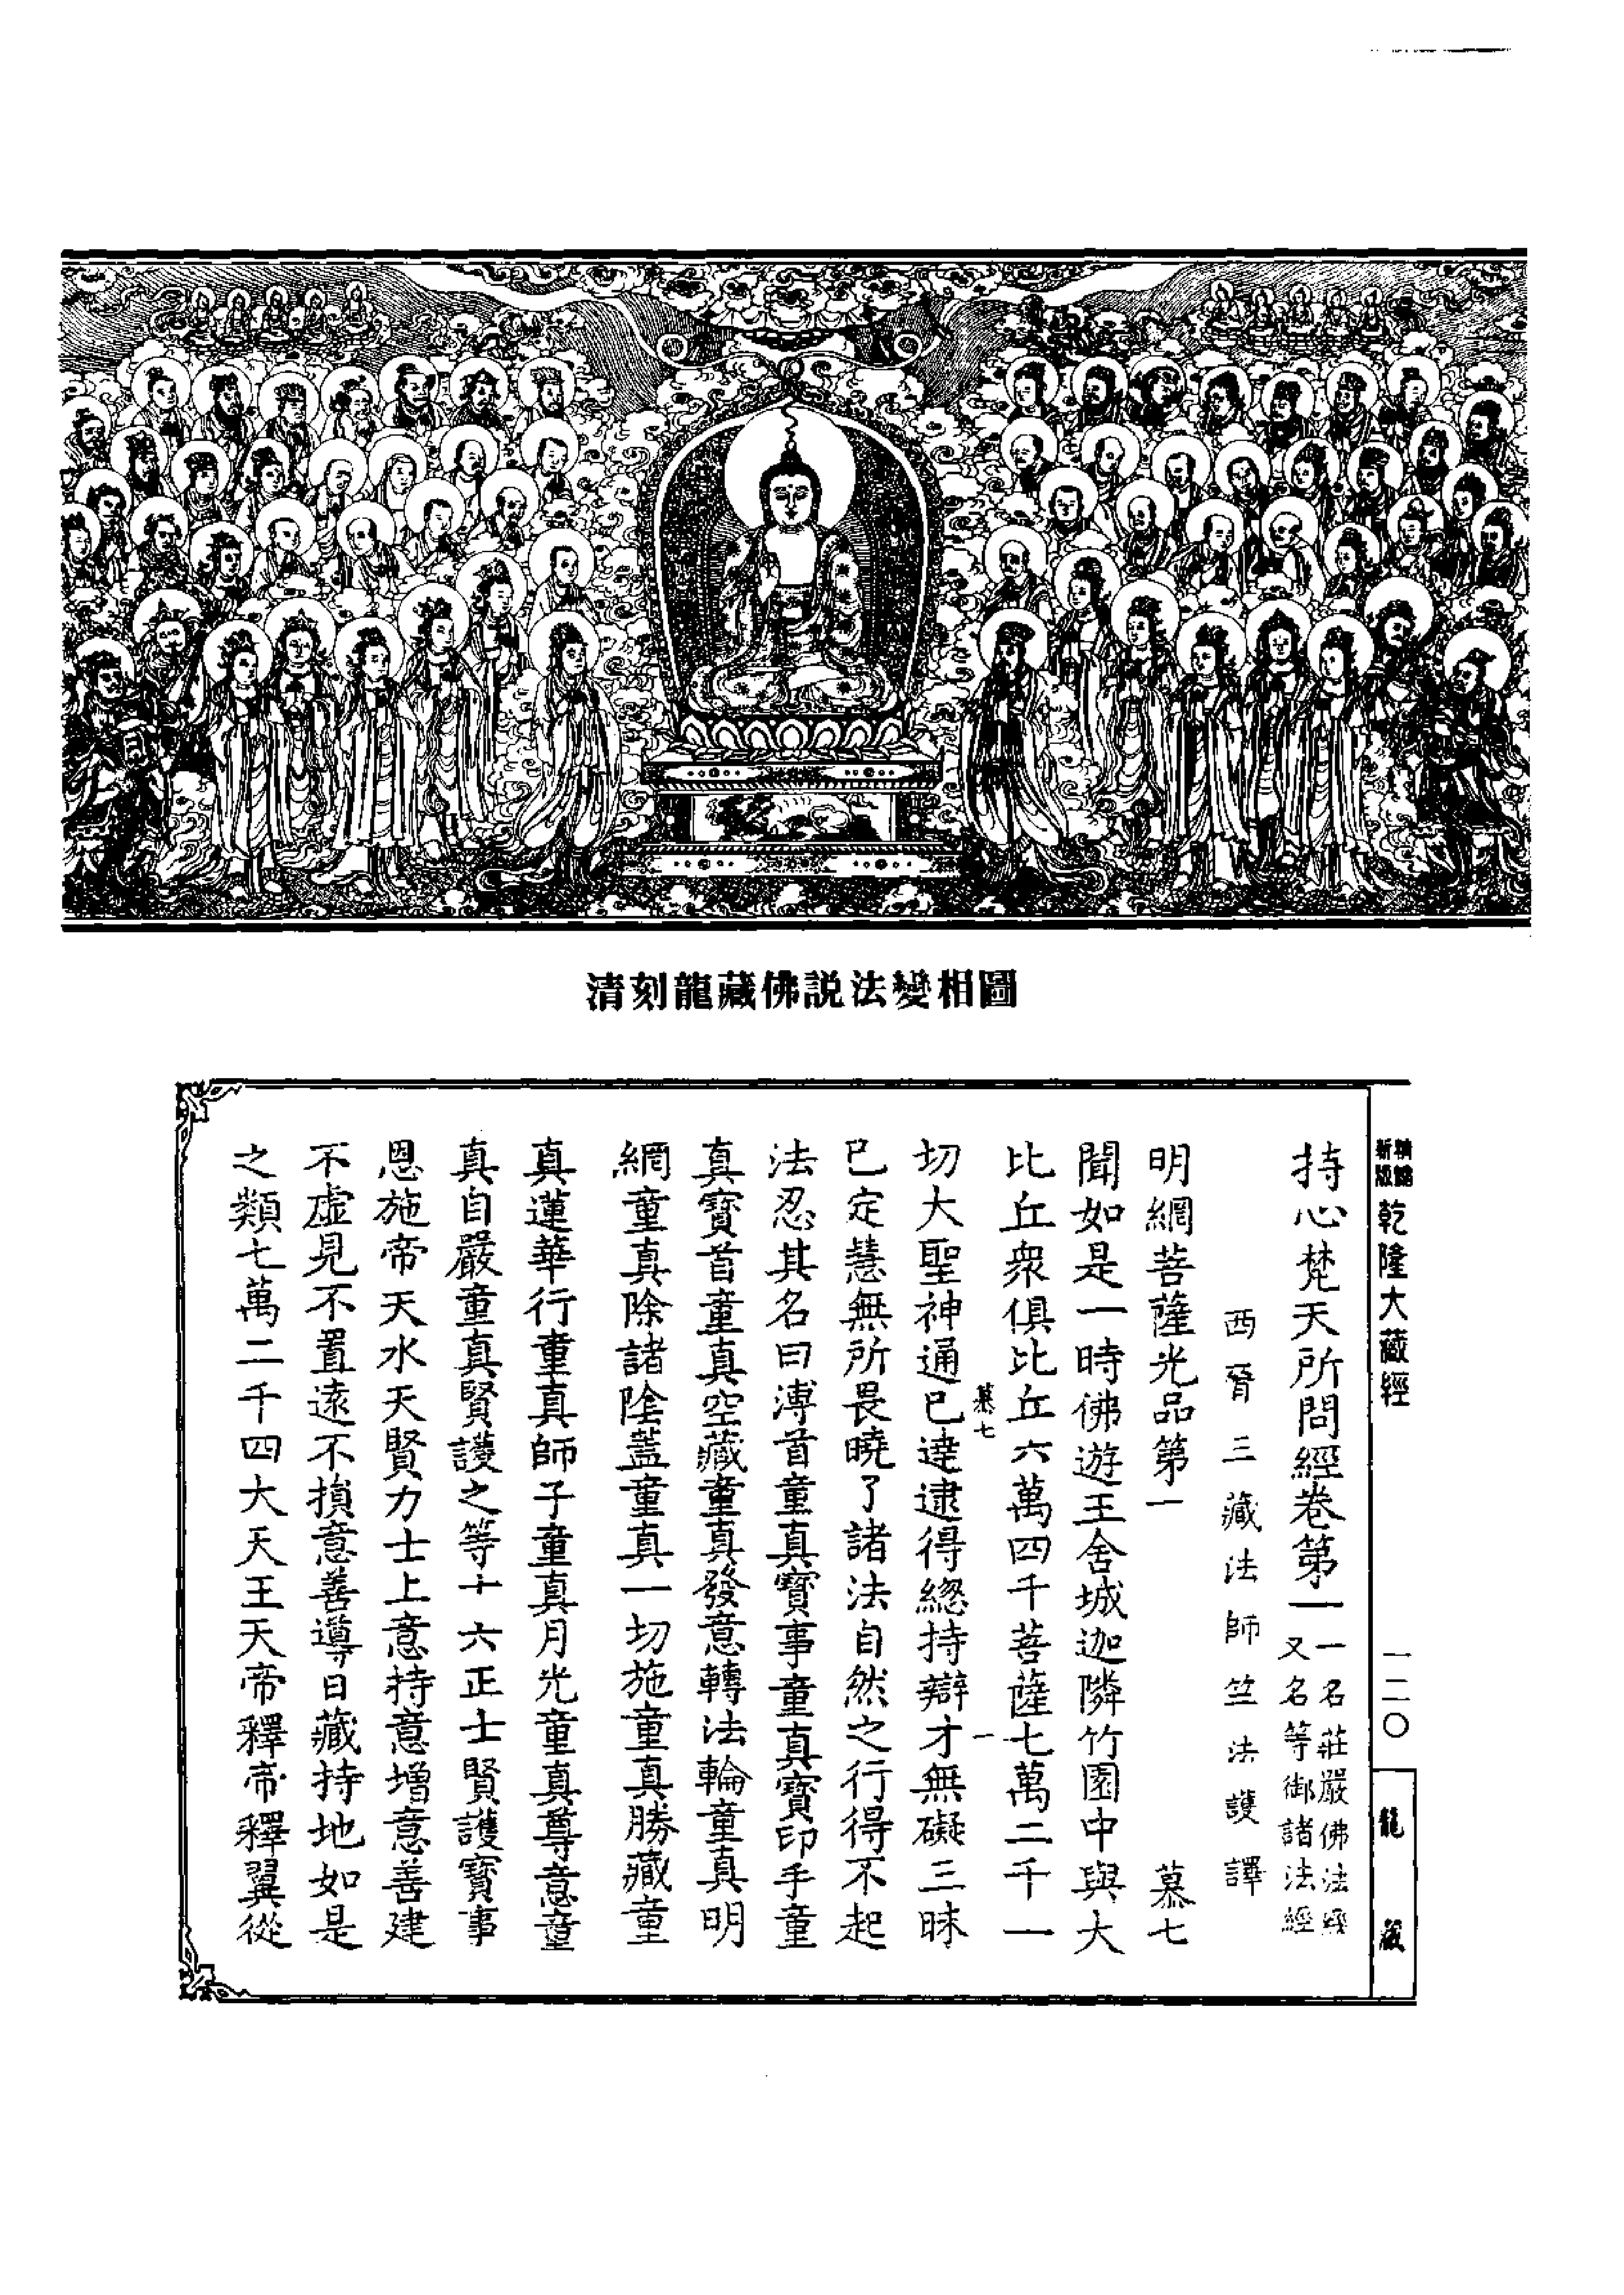 清刻龍藏佛説法變相圖
新版
精縮
乾隆大藏經
一二〇
龍藏
持心梵天所問經卷第一一名莊嚴佛法經
又名等御諸法經
西晉三藏法師竺法護譯
明網菩薩光品第一 慕七
聞如是一時佛遊王舍城迦隣竹園中與大
比丘衆俱比丘六萬四千菩薩七萬二千一
慕七 一
切大聖神通已達逮得總持辯才無礙三昧
已定慧無所畏曉了諸法自然之行得不起
法忍其名曰溥首童真寶事童真寶印手童
真寶首童真空藏童真發意轉法輪童真明
網童真除諸陰蓋童真一切施童真勝藏童
真蓮華行童真師子童真月光童真尊意童
真自嚴童真賢護之等十六正士賢護寶事
恩施帝天水天賢力士上意持意增意善建
不虛見不置遠不損意善導日藏持地如是
之類七萬二千四大天王天帝釋帝釋翼從